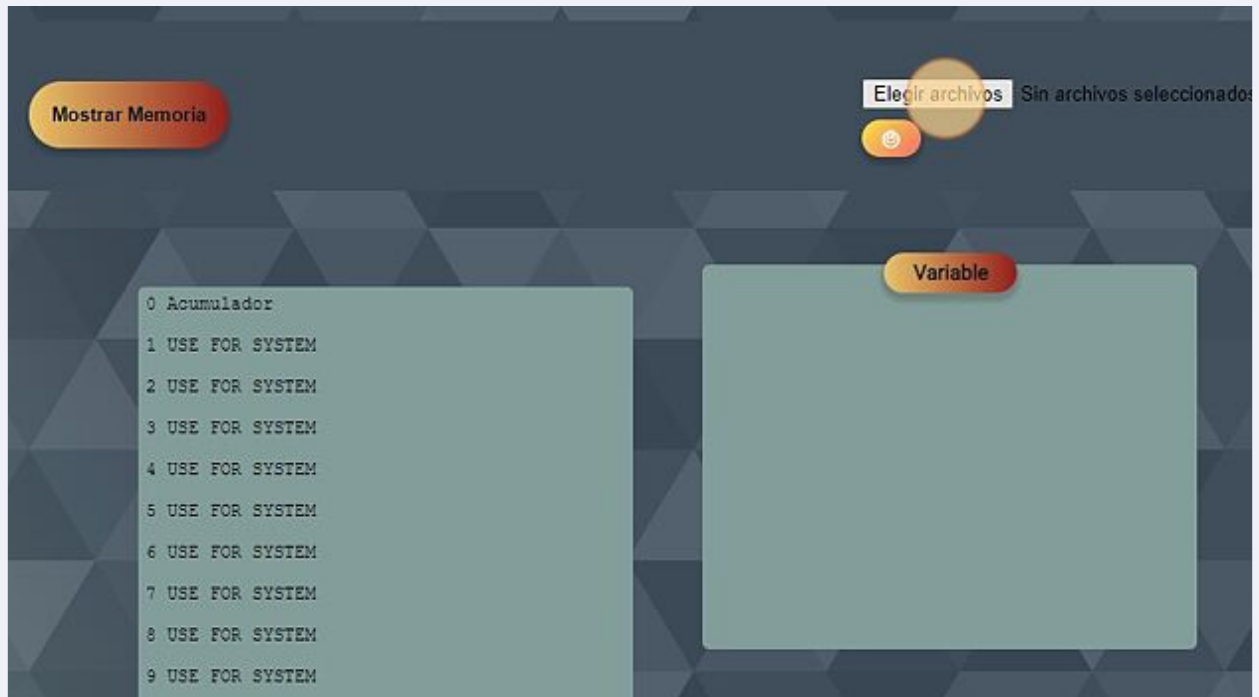 Mostrar Memoria
Elegir archivos Sin archivos seleccionados
Variable
0 Acumulador
1 USE FOR SYSTEM
2 USE FOR SYSTEM
3 USE FOR SYSTEM
4 USE FOR SYSTEM
5 USE FOR SYSTEM
6 USE FOR SYSTEM
7 USE FOR SYSTEM
8 USE FOR SYSTEM
9 USE FOR SYSTEM